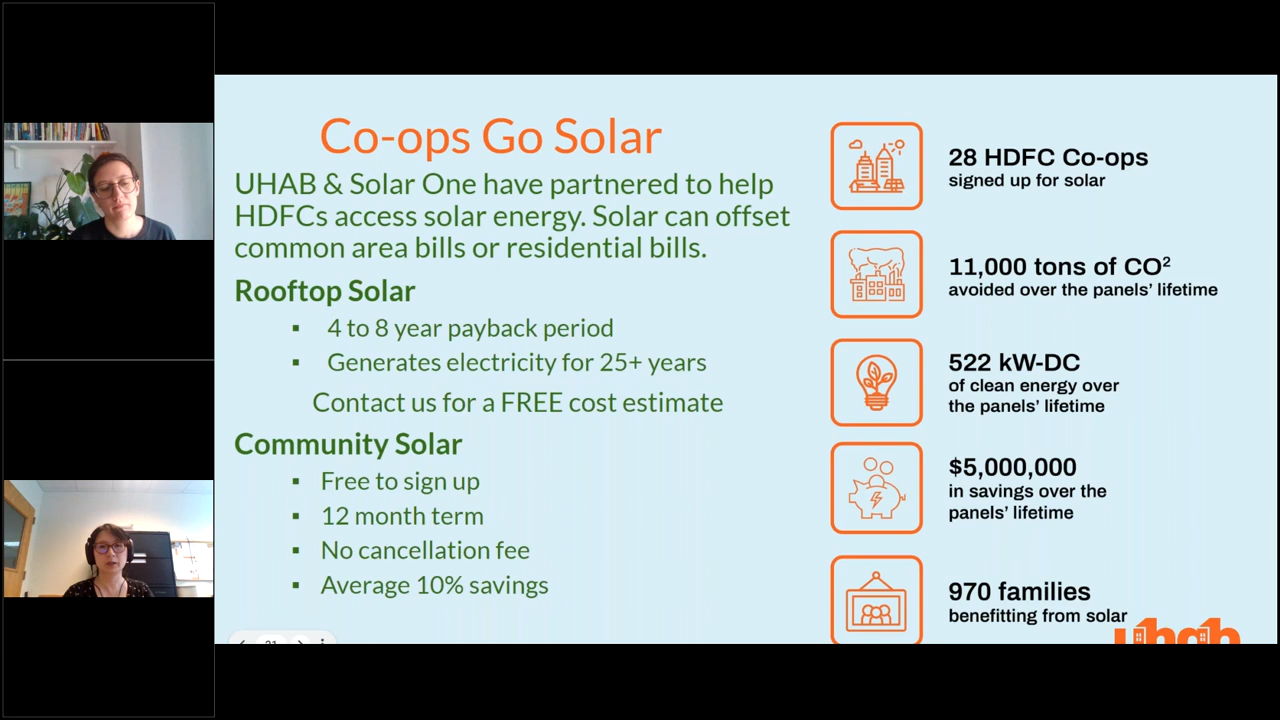 Co-ops Go Solar
UHAB & Solar One have partnered to help
HDFCs access solar energy. Solar can offset
common area bills or residential bills.
Rooftop Solar
▪ 4 to 8 year payback period
▪ Generates electricity for 25+ years
Contact us for a FREE cost estimate
Community Solar
▪ Free to sign up
▪ 12 month term
▪ No cancellation fee
▪ Average 10% savings
28 HDFC Co-ops
signed up for solar
11,000 tons of CO²
avoided over the panels’ lifetime
522 kW-DC
of clean energy over
the panels’ lifetime
$5,000,000
in savings over the
panels’ lifetime
970 families
benefitting from solar
uhab